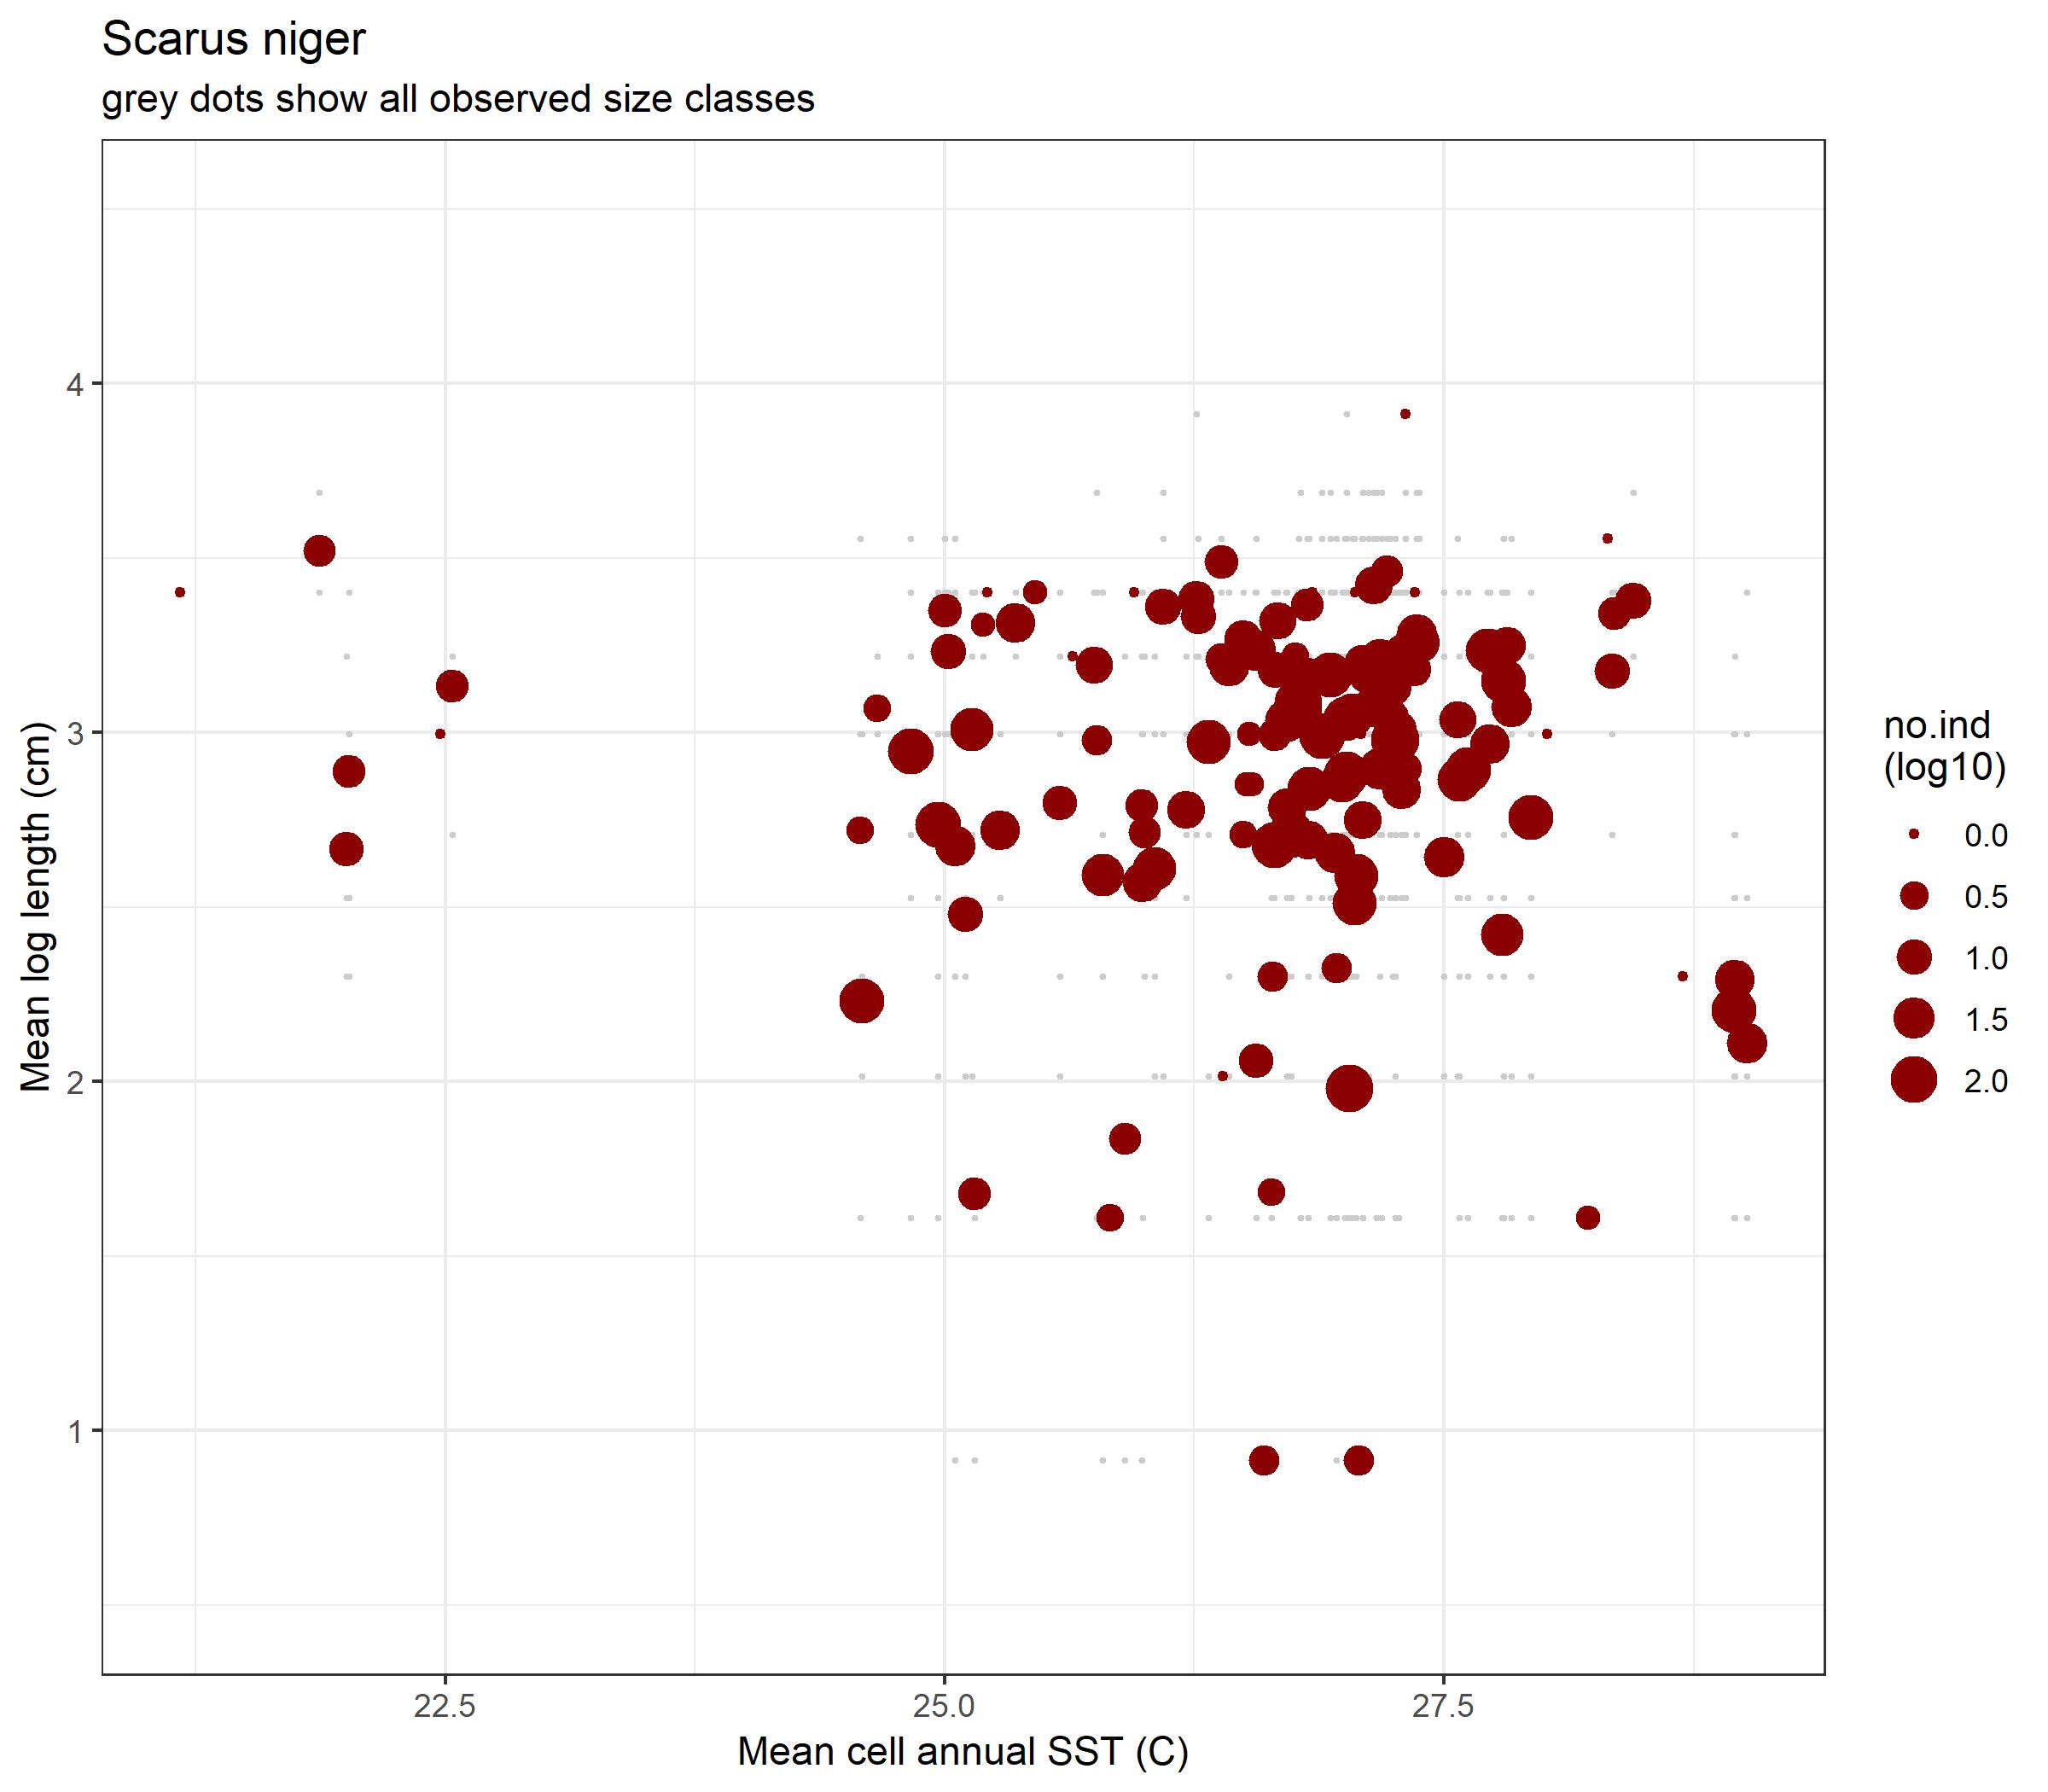 Scarus niger
grey dots show all observed size classes
Mean log length (cm)
4
3
2
1
22.5 25.0 27.5
Mean cell annual SST (C)
no.ind
(log10)
0.0
0.5
1.0
1.5
2.0